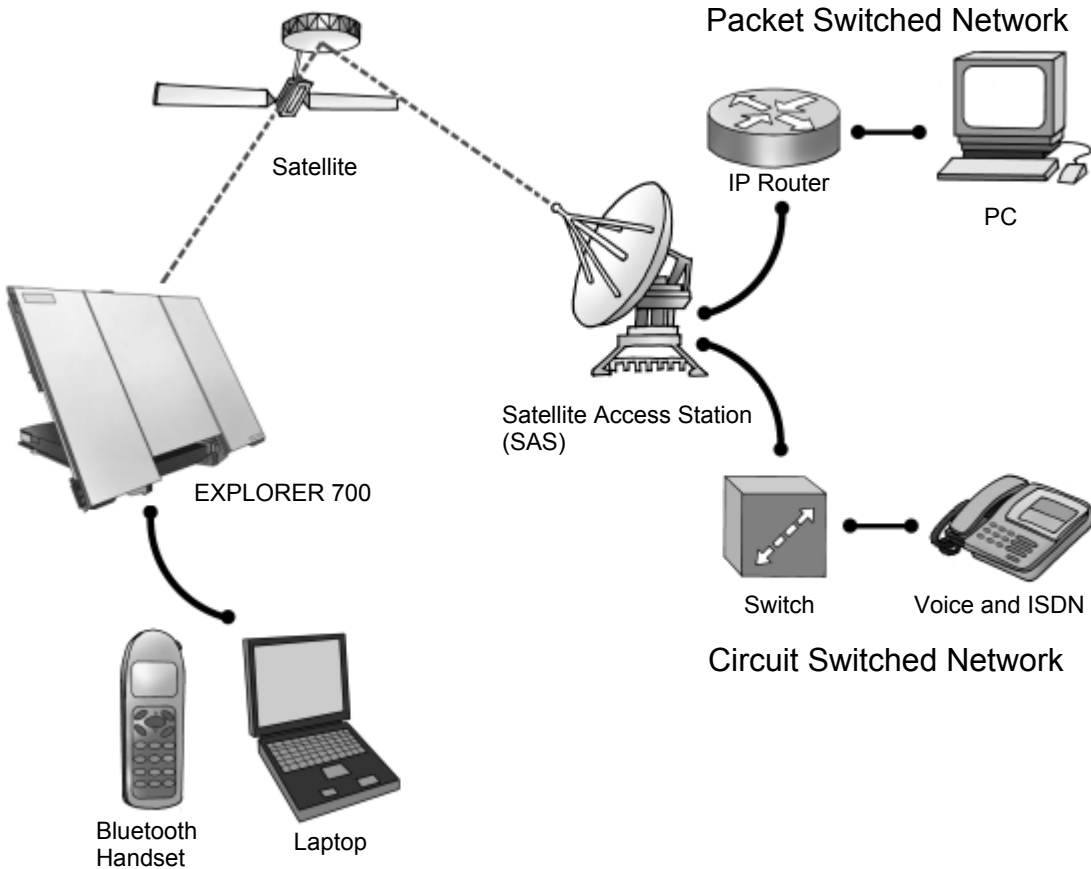 Packet Switched Network
Satellite
IP Router
PC
Satellite Access Station
(SAS)
EXPLORER 700
Switch
Voice and ISDN
Circuit Switched Network
Bluetooth
Handset
Laptop